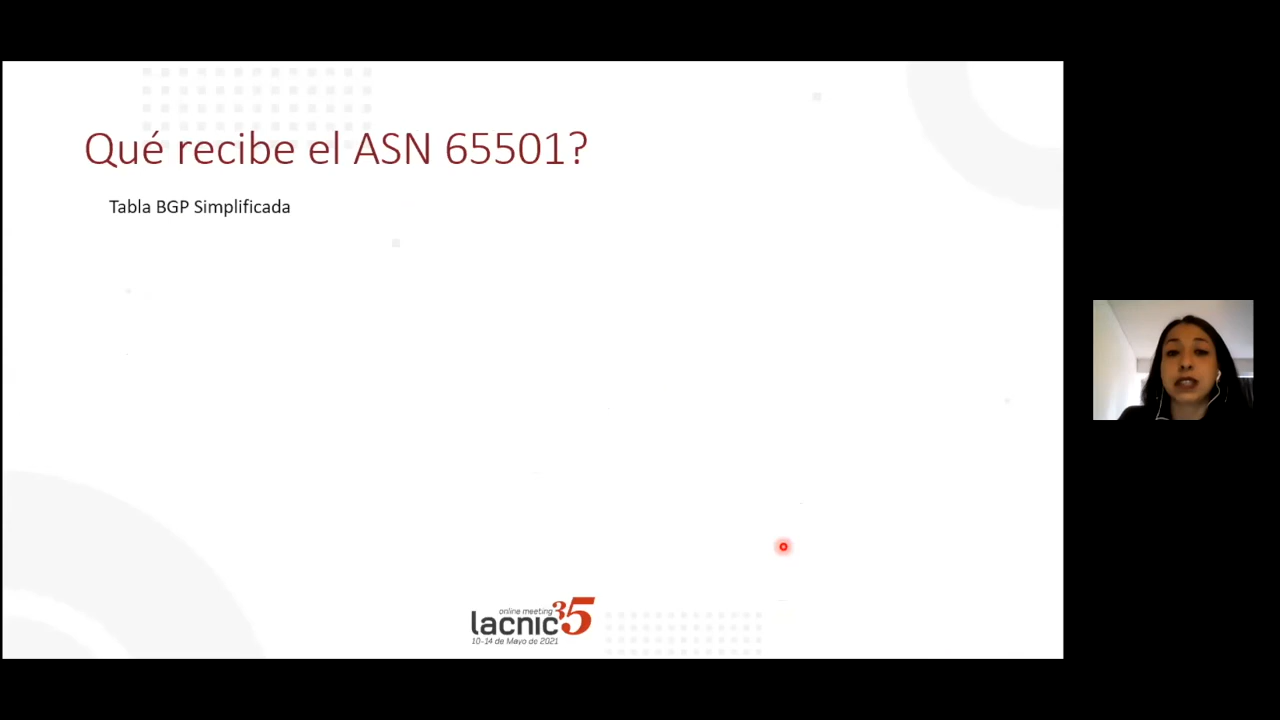 Qué recibe el ASN 65501?
Tabla BGP Simplificada
online meeting
lacnic35
10-14 de Mayo de 2021